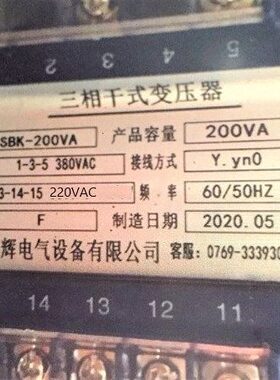 2 4 5
三相干式变压器
SBK-200VA 产品容量 200VA
1-3-5 380VAC 接线方式 Y.yn0
3-14-15 220VAC 频率 60/50HZ
F 制造日期 2020.05
辉电气设备有限公司 客服：0769-333930
14 13 12 11